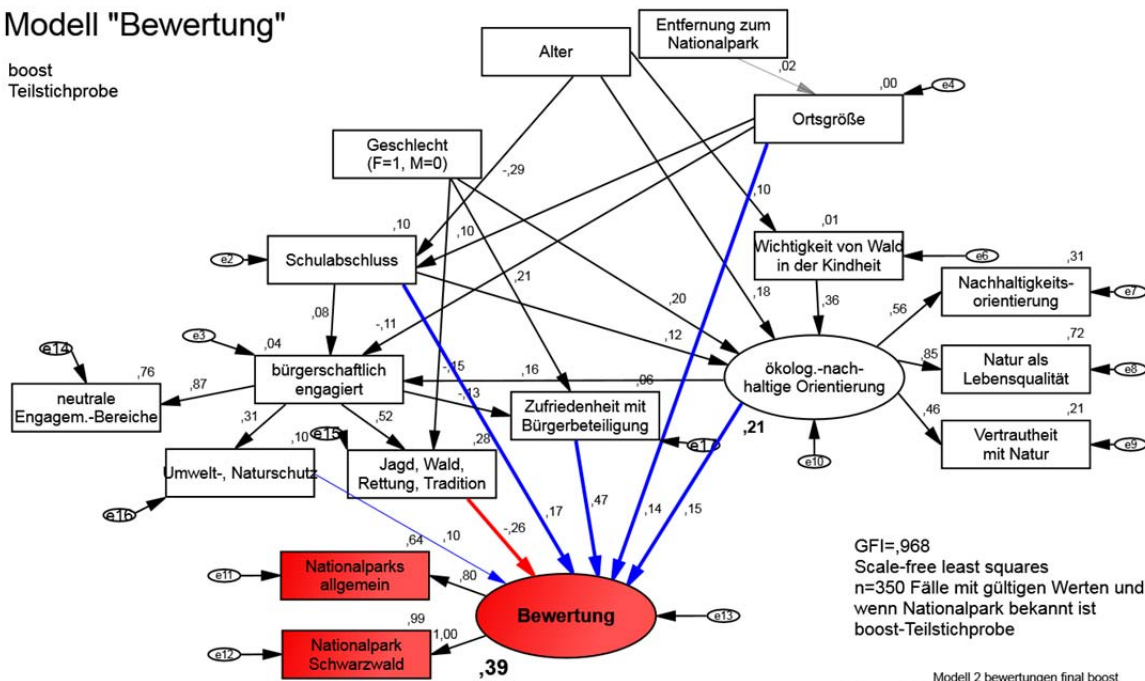 Modell "Bewertung"
boost
Teilstichprobe
Entfernung zum
Nationalpark
Alter
,02
,00
e4
Ortsgröße
Geschlecht
(F=1, M=0)
-,29
,10
,10
,10
,01
e2
Schulabschluss
Wichtigkeit von Wald
in der Kindheit
e6
,21
,31
Nachhaltigkeits-
orientierung
e7
,08
-,11
,20
,18
,36
,56
,12
e3
,04
e14
,76
bürgerschaftlich
engagiert
-,15
,16
,06
ökolog.-nach-
haltige Orientierung
,85
,72
Natur als
Lebensqualität
e8
neutrale
Engagem.-Bereiche
,87
-,13
Zufriedenheit mit
Bürgerbeteiligung
e17
,46
,21
,31
,52
,21
Vertrautheit
mit Natur
e9
e10
,10
e15
,28
Umwelt-, Naturschutz
Jagd, Wald,
Rettung, Tradition
e16
,10
-,26
,17
,47
,14
,15
,64
e11
Nationalparks
allgemein
,80
Bewertung
e13
,99
1,00
e12
Nationalpark
Schwarzwald
,39
GFI=,968
Scale-free least squares
n=350 Fälle mit gültigen Werten und
wenn Nationalpark bekannt ist
boost-Teilstichprobe
Modell 2 bewertungen final boost